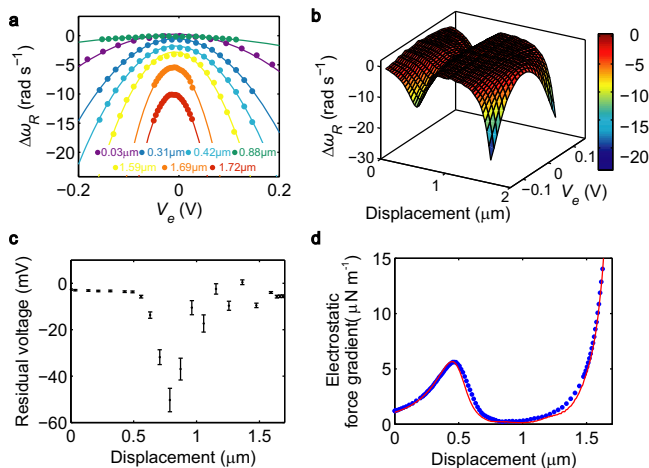 a
0
−5
−10
−15
−20
Δω_R (rad s⁻¹)
0.03μm 0.31μm 0.42μm 0.88μm
1.59μm 1.69μm 1.72μm
−0.2 0 0.2
V_e (V)
b
0
−10
−20
−30
Δω_R (rad s⁻¹)
0 1 2
Displacement (μm)
−0.1 0 0.1
V_e (V)
0
−5
−10
−15
−20
c
0
−20
−40
−60
Residual voltage (mV)
0 0.5 1 1.5
Displacement (μm)
d
15
10
5
0
Electrostatic
force gradient(μN m⁻¹)
0 0.5 1 1.5
Displacement (μm)